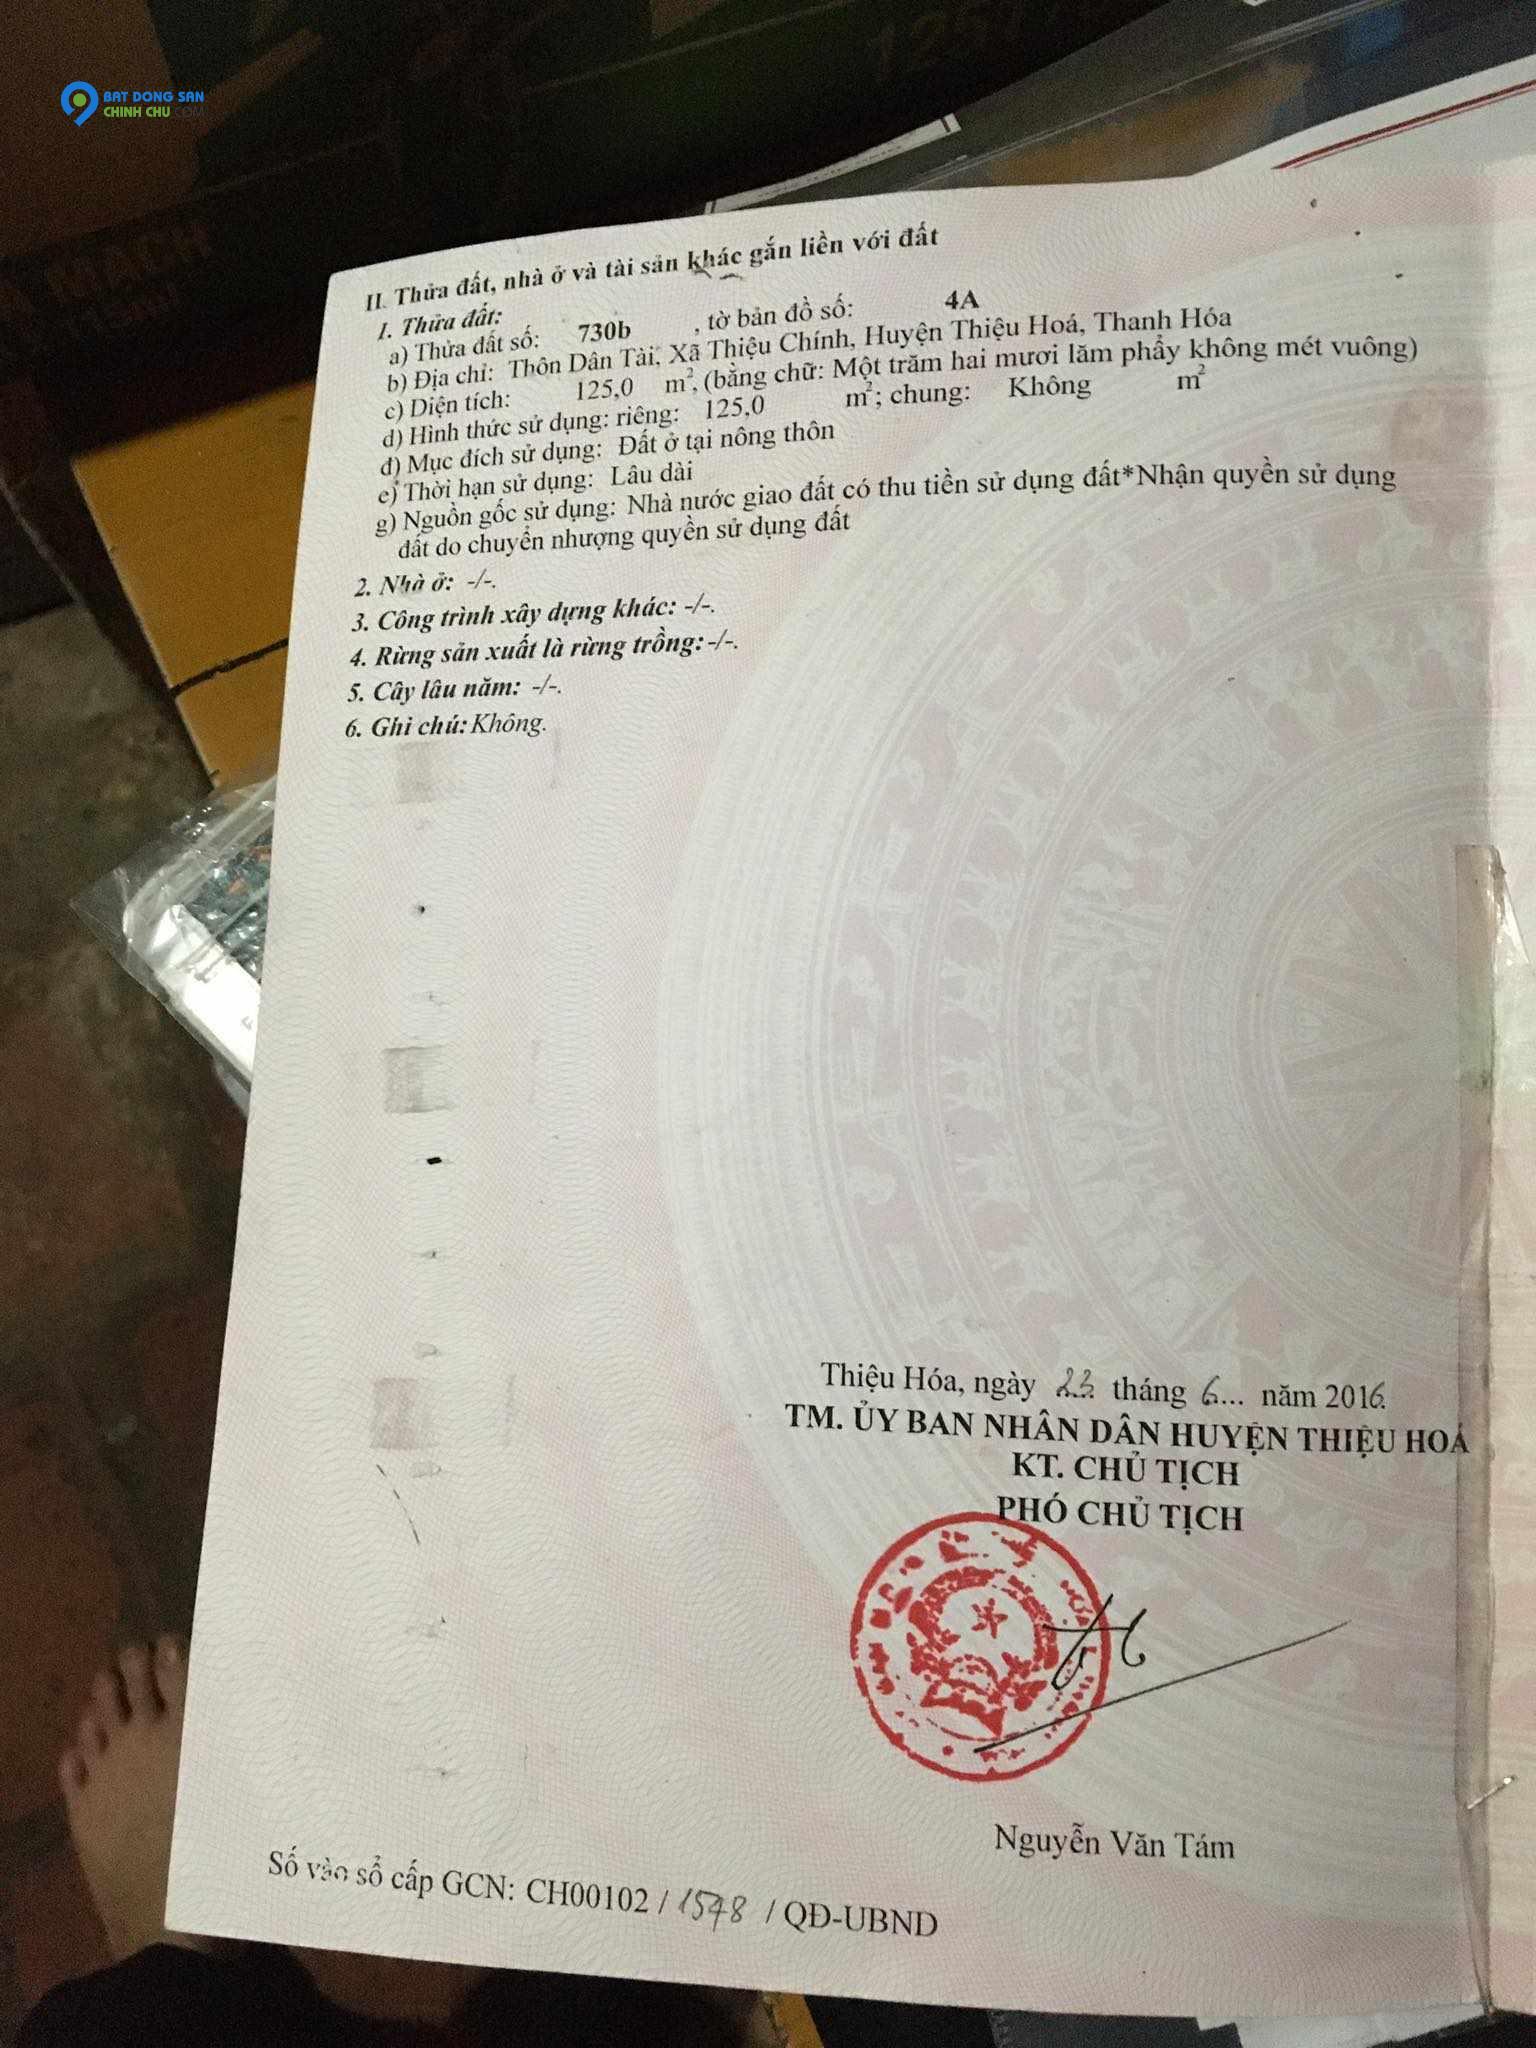 BAT DONG SAN
CHINH CHU.COM
II. Thửa đất, nhà ở và tài sản khác gắn liền với đất
1. Thửa đất:
a) Thửa đất số: 730b , tờ bản đồ số: 4A
b) Địa chỉ: Thôn Dân Tài, Xã Thiệu Chính, Huyện Thiệu Hoá, Thanh Hóa
c) Diện tích: 125,0 m², (bằng chữ: Một trăm hai mươi lăm phẩy không mét vuông)
d) Hình thức sử dụng: riêng: 125,0 m²; chung: Không m²
đ) Mục đích sử dụng: Đất ở tại nông thôn
e) Thời hạn sử dụng: Lâu dài
g) Nguồn gốc sử dụng: Nhà nước giao đất có thu tiền sử dụng đất*Nhận quyền sử dụng
đất do chuyển nhượng quyền sử dụng đất
2. Nhà ở: -/-.
3. Công trình xây dựng khác: -/-.
4. Rừng sản xuất là rừng trồng: -/-.
5. Cây lâu năm: -/-.
6. Ghi chú: Không.
Thiệu Hóa, ngày 23 tháng 6... năm 2016.
TM. ỦY BAN NHÂN DÂN HUYỆN THIỆU HOÁ
KT. CHỦ TỊCH
PHÓ CHỦ TỊCH
Nguyễn Văn Tám
Số vào sổ cấp GCN: CH00102 / 1548 / QĐ-UBND